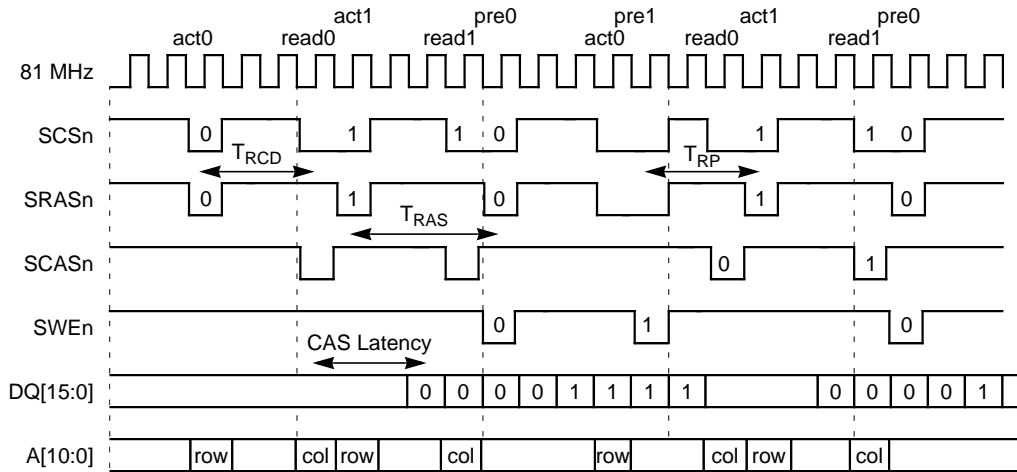 act1 pre0 pre1 act1 pre0
act0 read0 read1 act0 read0 read1
81 MHz
SCSn 0 1 1 0 1 1 0
T_RCD T_RP
SRASn 0 1 0 1 0
T_RAS
SCASn 0 1
SWEn 0 1 0
CAS Latency
DQ[15:0] 0 0 0 0 1 1 1 1 0 0 0 0 1
A[10:0] row col row col row col row col